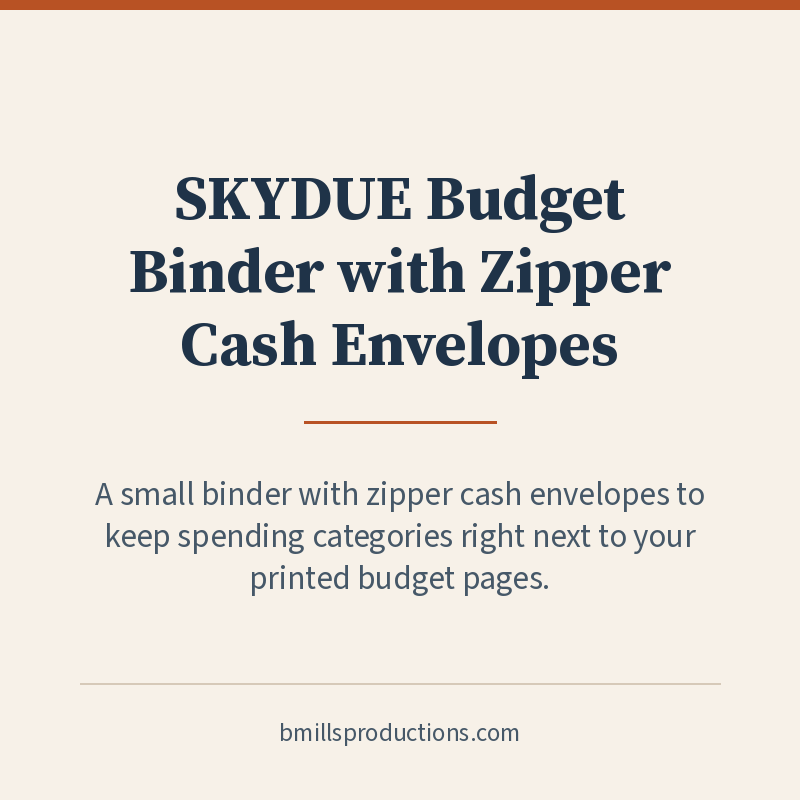 SKYDUE Budget
Binder with Zipper
Cash Envelopes
A small binder with zipper cash envelopes to
keep spending categories right next to your
printed budget pages.
bmillsproductions.com